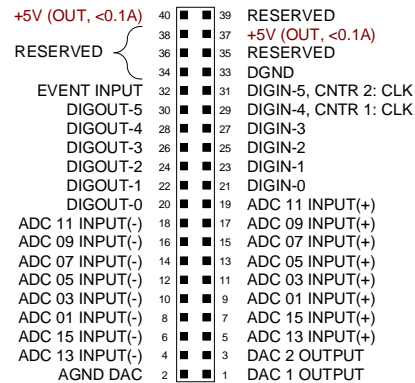 +5V (OUT, <0.1A) 40 39 RESERVED
38 37 +5V (OUT, <0.1A)
RESERVED 36 35 RESERVED
34 33 DGND
EVENT INPUT 32 31 DIGIN-5, CNTR 2: CLK
DIGOUT-5 30 29 DIGIN-4, CNTR 1: CLK
DIGOUT-4 28 27 DIGIN-3
DIGOUT-3 26 25 DIGIN-2
DIGOUT-2 24 23 DIGIN-1
DIGOUT-1 22 21 DIGIN-0
DIGOUT-0 20 19 ADC 11 INPUT(+)
ADC 11 INPUT(-) 18 17 ADC 09 INPUT(+)
ADC 09 INPUT(-) 16 15 ADC 07 INPUT(+)
ADC 07 INPUT(-) 14 13 ADC 05 INPUT(+)
ADC 05 INPUT(-) 12 11 ADC 03 INPUT(+)
ADC 03 INPUT(-) 10 9 ADC 01 INPUT(+)
ADC 01 INPUT(-) 8 7 ADC 15 INPUT(+)
ADC 15 INPUT(-) 6 5 ADC 13 INPUT(+)
ADC 13 INPUT(-) 4 3 DAC 2 OUTPUT
AGND DAC 2 1 DAC 1 OUTPUT